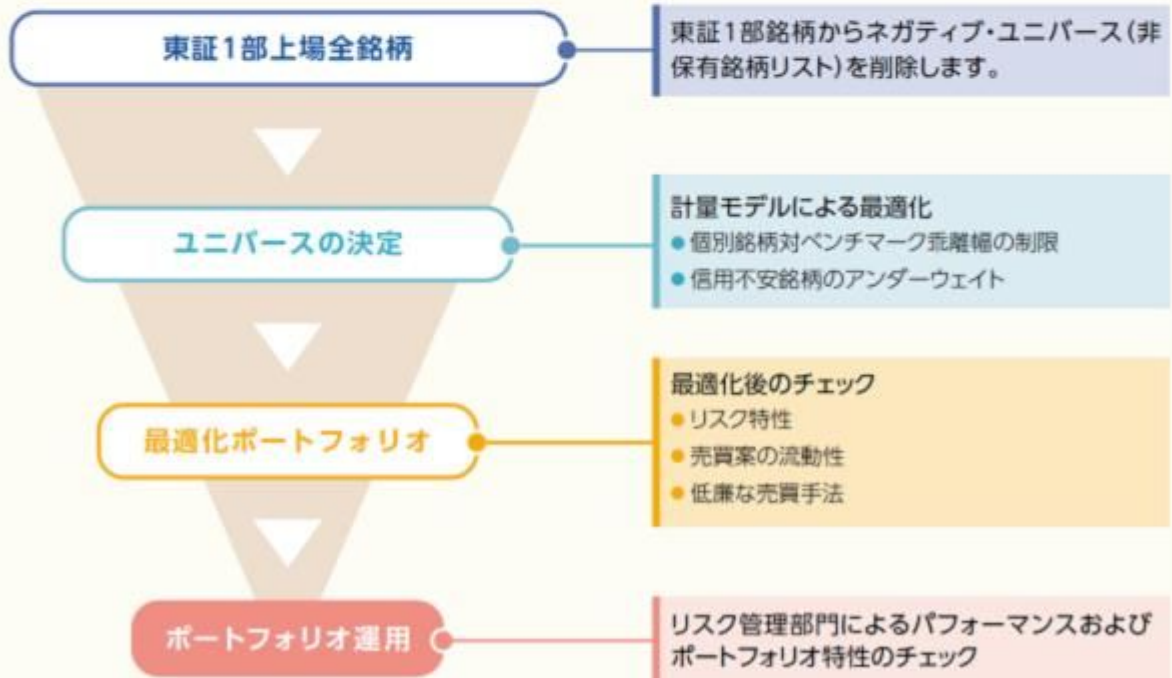 東証1部上場全銘柄
東証1部銘柄からネガティブ・ユニバース(非
保有銘柄リスト)を削除します。
ユニバースの決定
計量モデルによる最適化
● 個別銘柄対ベンチマーク乖離幅の制限
● 信用不安銘柄のアンダーウェイト
最適化ポートフォリオ
最適化後のチェック
● リスク特性
● 売買案の流動性
● 低廉な売買手法
ポートフォリオ運用
リスク管理部門によるパフォーマンスおよび
ポートフォリオ特性のチェック